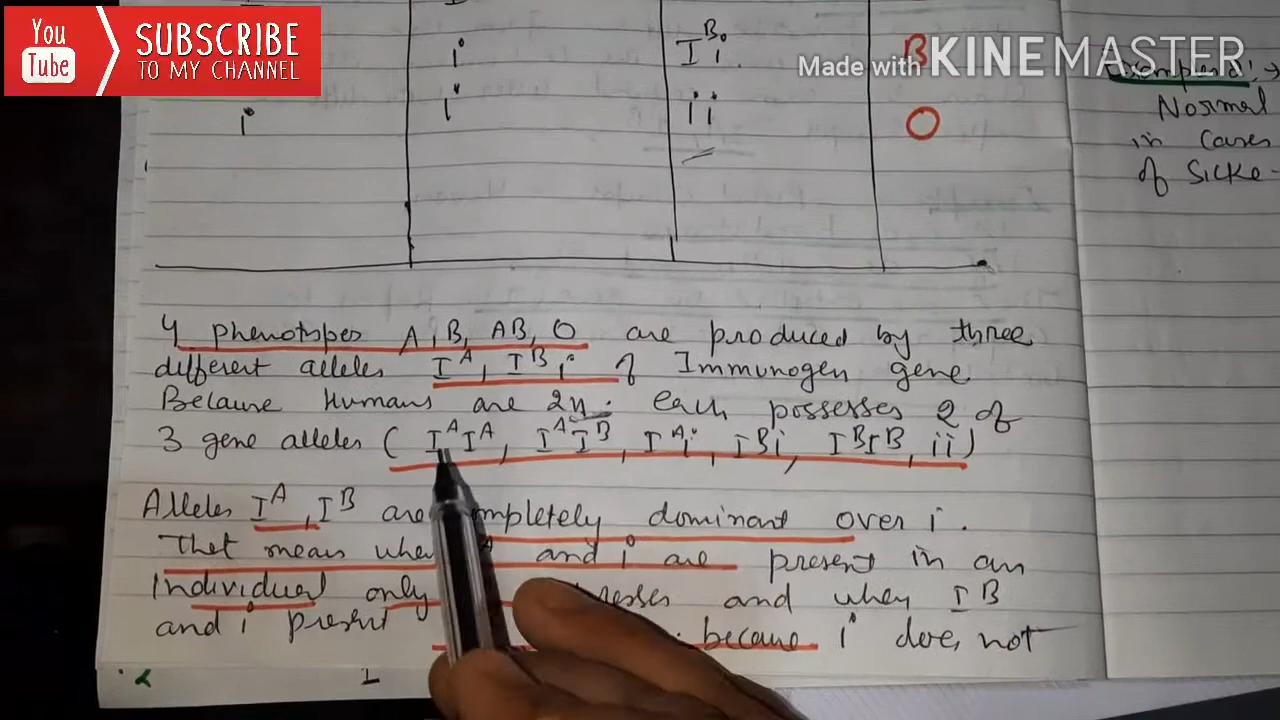 You
Tube
SUBSCRIBE
TO MY CHANNEL
Made with KINEMASTER
i I^B i B
i i ii O
Normal
in Cases
of Sickle-
4 phenotypes A, B, AB, O are produced by three
different alleles I^A, I^B i of Immunogen gene
Because Humans are 2n. each possesses 2 of
3 gene alleles ( I^A I^A, I^A I^B, I^A i, I^B i, I^B I^B, ii)
Alleles I^A, I^B are completely dominant over i.
That means when and i are present in an
Individual only and when I^B
and i present because i does not